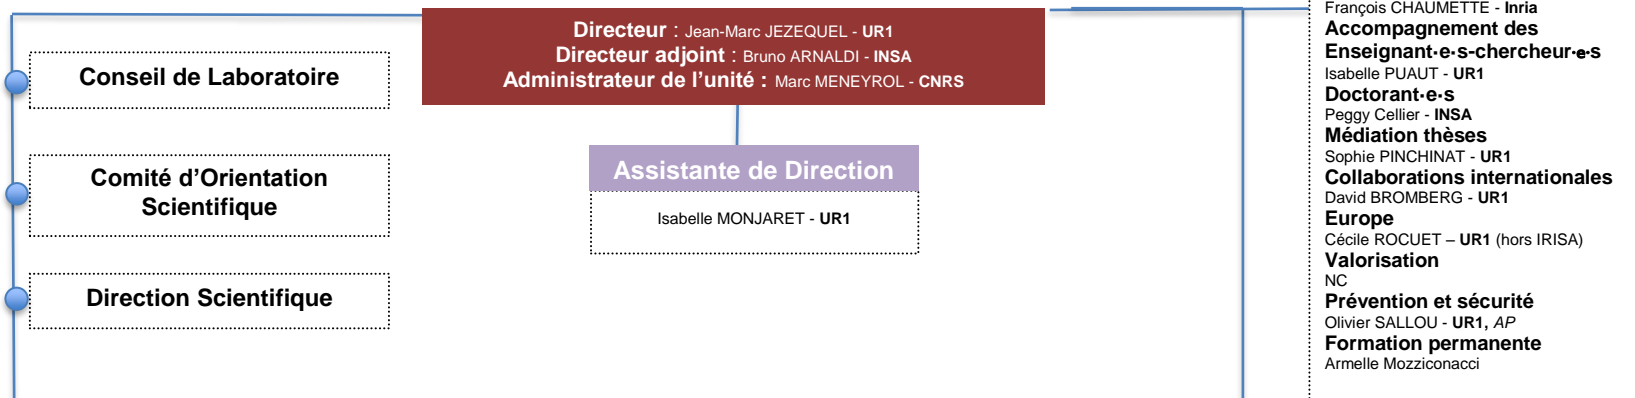 Directeur : Jean-Marc JEZEQUEL - UR1
Directeur adjoint : Bruno ARNALDI - INSA
Administrateur de l'unité : Marc MENEYROL - CNRS
Conseil de Laboratoire
Comité d'Orientation
Scientifique
Direction Scientifique
Assistante de Direction
Isabelle MONJARET - UR1
François CHAUMETTE - Inria
Accompagnement des
Enseignant·e·s-chercheur·e·s
Isabelle PUAUT - UR1
Doctorant·e·s
Peggy Cellier - INSA
Médiation thèses
Sophie PINCHINAT - UR1
Collaborations internationales
David BROMBERG - UR1
Europe
Cécile ROCUET – UR1 (hors IRISA)
Valorisation
NC
Prévention et sécurité
Olivier SALLOU - UR1, AP
Formation permanente
Armelle Mozziconacci